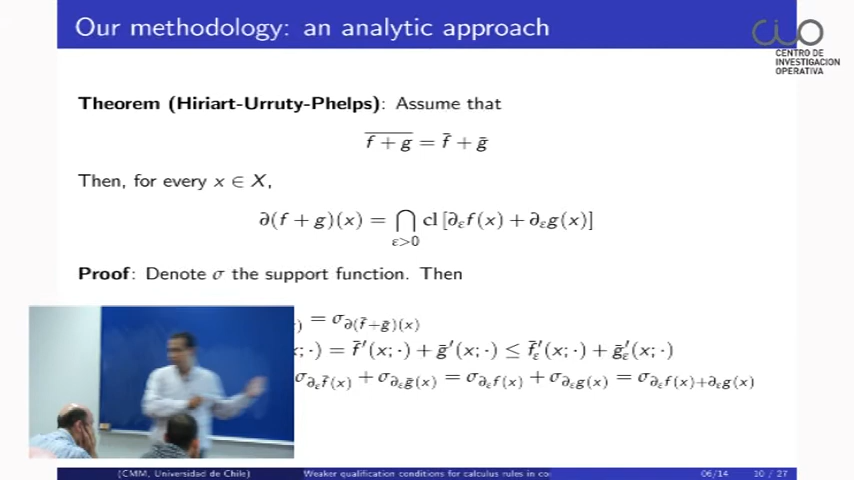 Our methodology: an analytic approach
CENTRO DE
INVESTIGACION
OPERATIVA
Theorem (Hiriart-Urruty-Phelps): Assume that
\overline{f + g} = f̄ + ḡ
Then, for every x ∈ X,
∂(f + g)(x) = ⋂_{ε>0} cl [∂_ε f(x) + ∂_ε g(x)]
Proof: Denote σ the support function. Then
) = σ_{∂(f̄+ḡ)(x)}
x; ·) = f̄′(x; ·) + ḡ′(x; ·) ≤ f̄′_ε(x; ·) + ḡ′_ε(x; ·)
σ_{∂_ε f̄(x)} + σ_{∂_ε ḡ(x)} = σ_{∂_ε f(x)} + σ_{∂_ε g(x)} = σ_{∂_ε f(x)+∂_ε g(x)}
(CMM, Universidad de Chile) Weaker qualification conditions for calculus rules in co 06/14 10 / 27